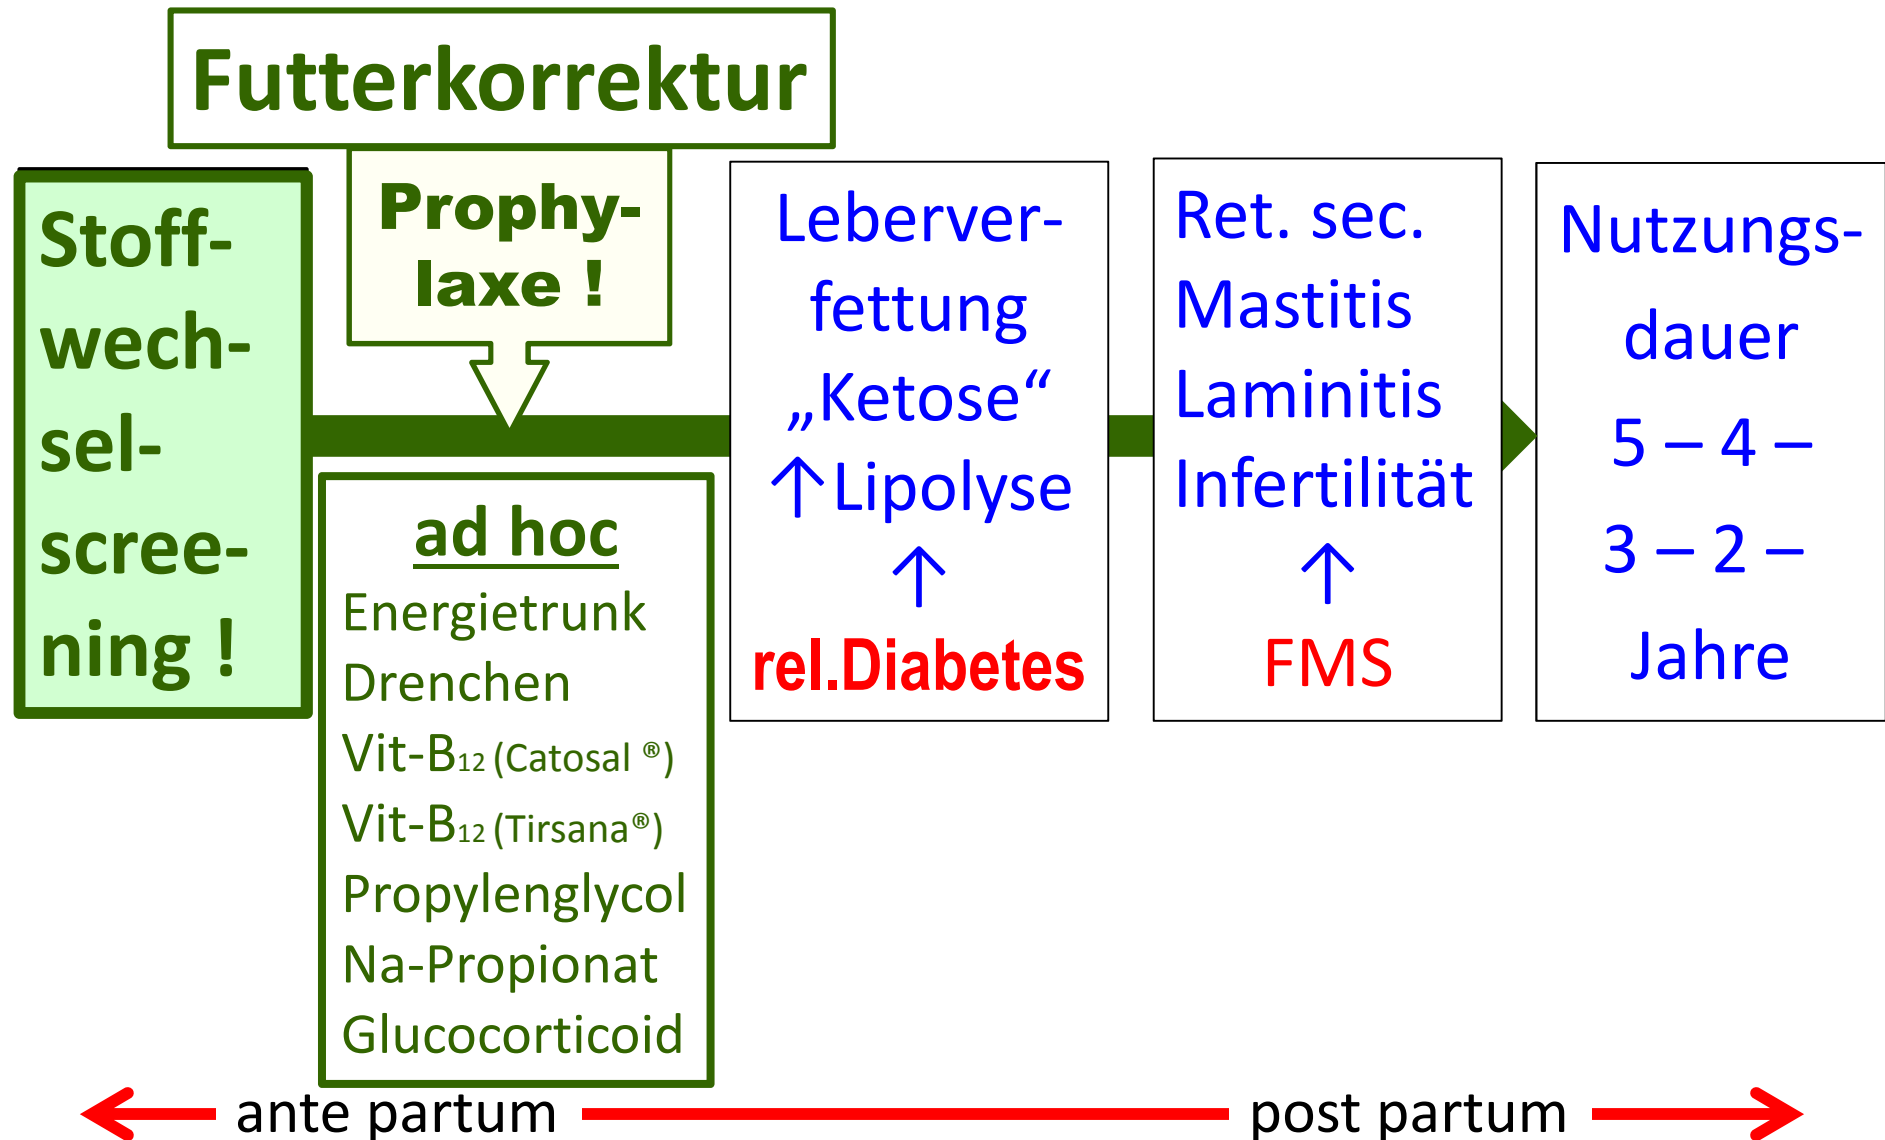 Futterkorrektur
Stoff-
wech-
sel-
scree-
ning !
Prophy-
laxe !
ad hoc
Energietrunk
Drenchen
Vit-B₁₂ (Catosal ®)
Vit-B₁₂ (Tirsana®)
Propylenglycol
Na-Propionat
Glucocorticoid
Leberver-
fettung
„Ketose“
↑Lipolyse
↑
rel.Diabetes
Ret. sec.
Mastitis
Laminitis
Infertilität
↑
FMS
Nutzungs-
dauer
5 – 4 –
3 – 2 –
Jahre
ante partum
post partum